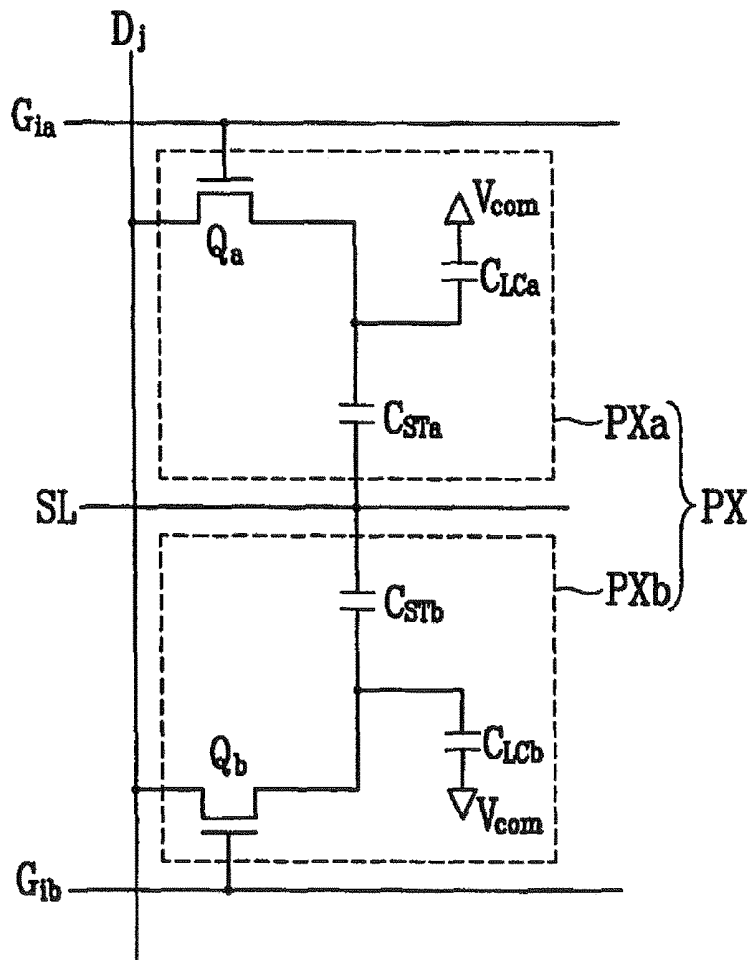 Dj
Gia
Vcom
Qa
CLCa
CSTa
PXa
SL
PX
CSTb
PXb
Qb
CLCb
Vcom
Gib